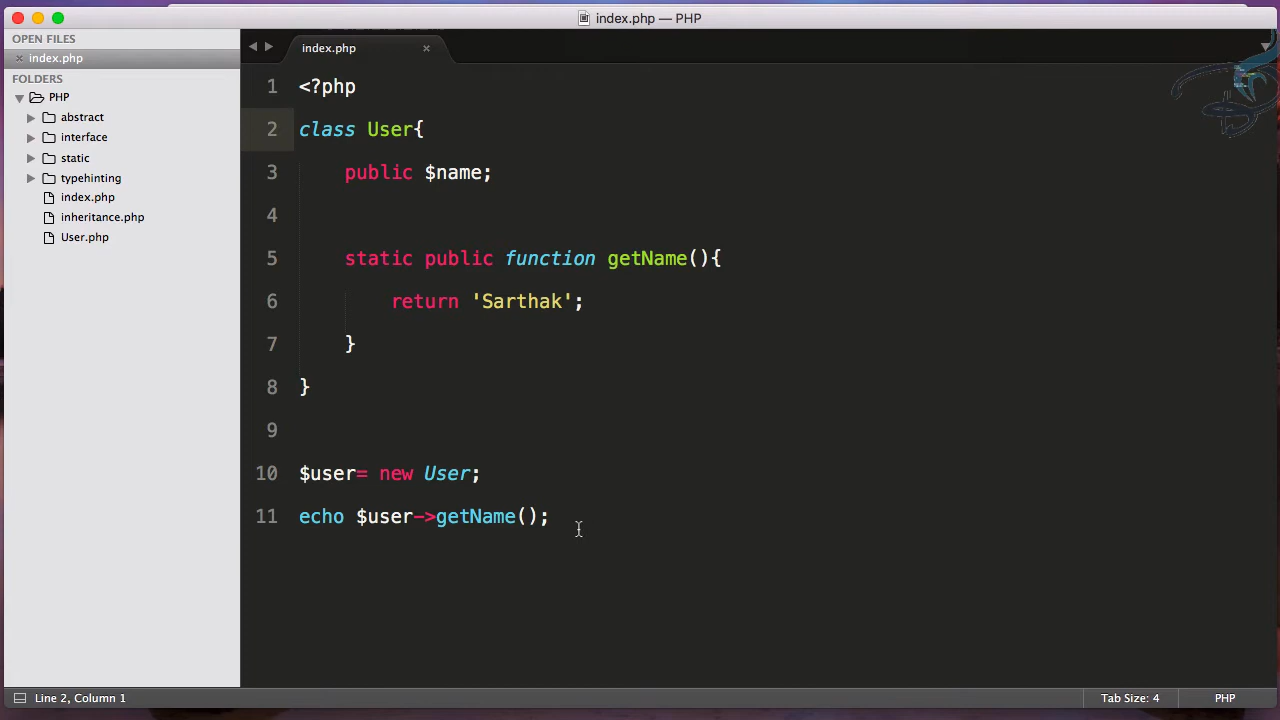 index.php — PHP
OPEN FILES
index.php
FOLDERS
PHP
abstract
interface
static
typehinting
index.php
inheritance.php
User.php
index.php
1 <?php
2 class User{
3 public $name;
4
5 static public function getName(){
6 return 'Sarthak';
7 }
8 }
9
10 $user= new User;
11 echo $user->getName();
Line 2, Column 1
Tab Size: 4
PHP